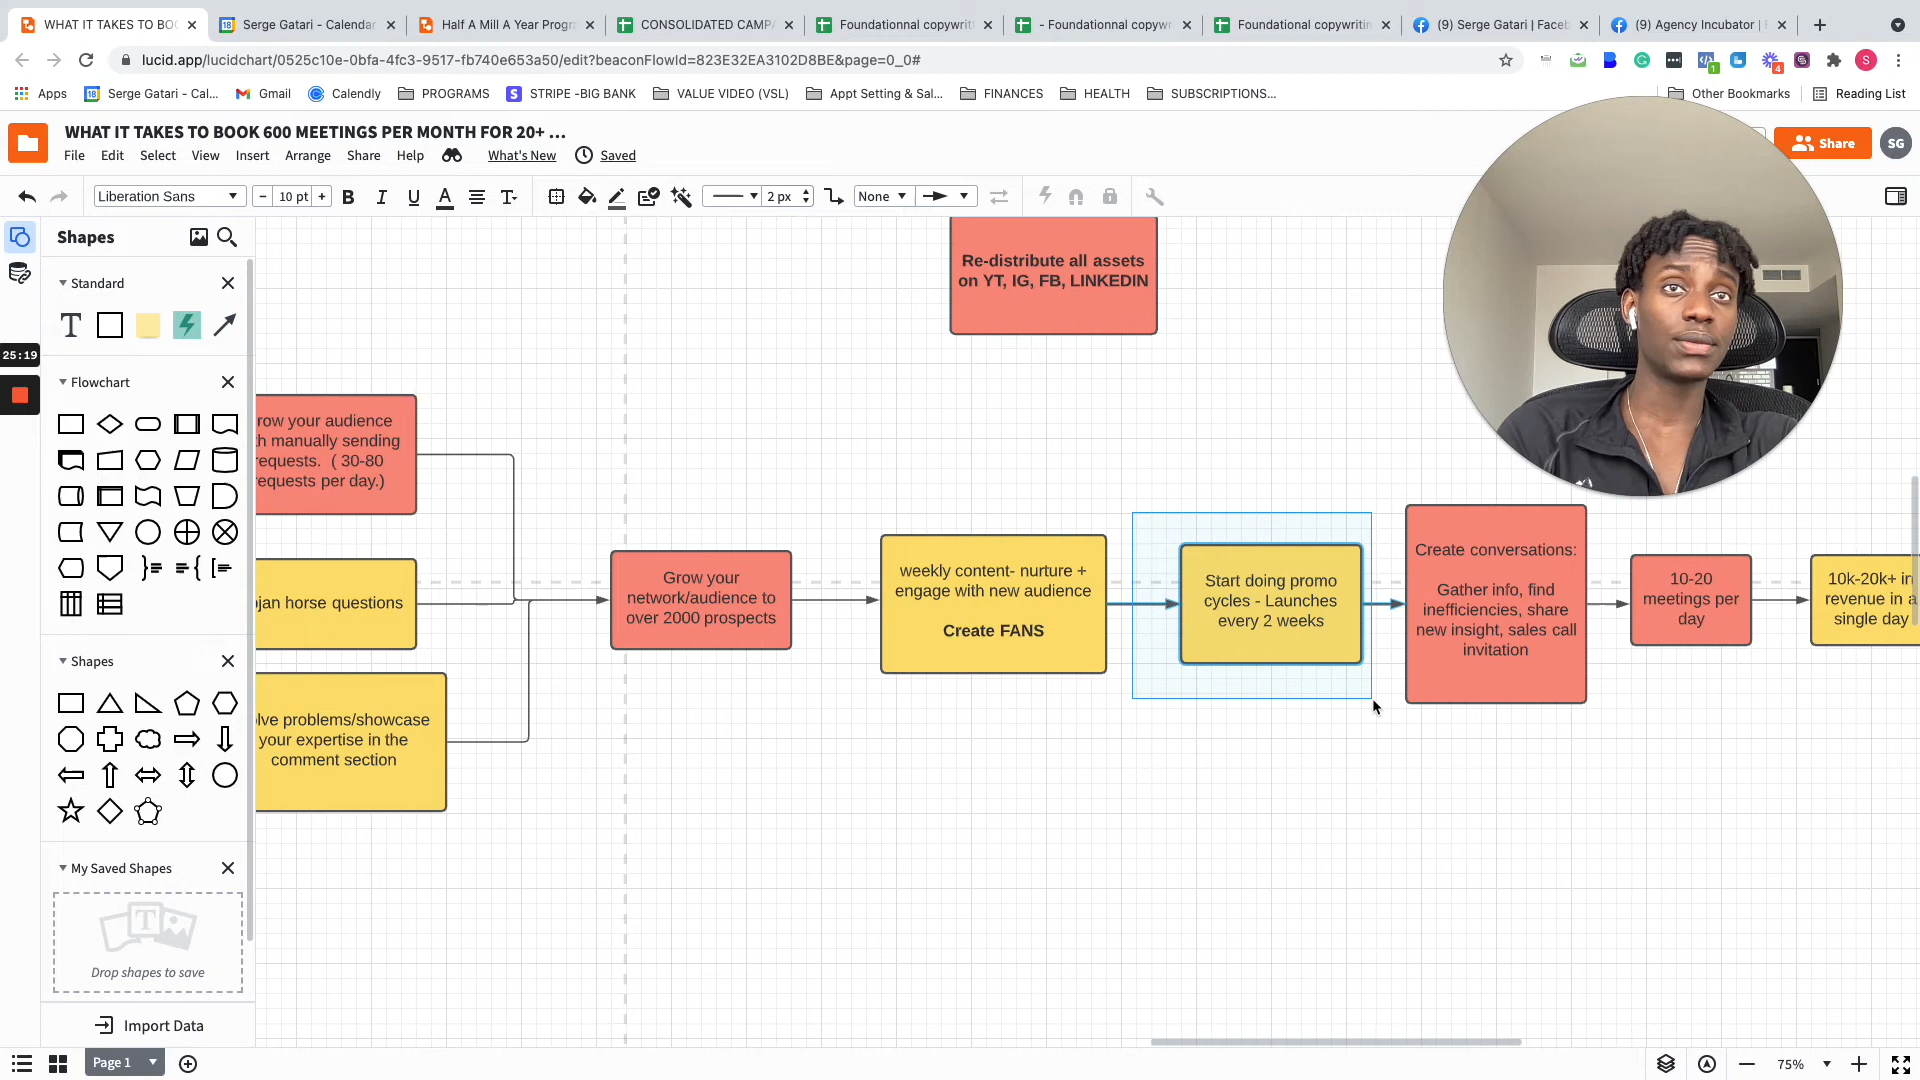 WHAT IT TAKES TO BOO
Serge Gatari - Calendar
Half A Mill A Year Progr
CONSOLIDATED CAMPA
Foundationnal copywrit
- Foundationnal copywr
Foundational copywritin
(9) Serge Gatari | Faceb
(9) Agency Incubator | F
lucid.app/lucidchart/0525c10e-0bfa-4fc3-9517-fb740e653a50/edit?beaconFlowId=823E32EA3102D8BE&page=0_0#
1
4
S
Apps
Serge Gatari - Cal...
Gmail
Calendly
PROGRAMS
STRIPE -BIG BANK
VALUE VIDEO (VSL)
Appt Setting & Sal...
FINANCES
HEALTH
SUBSCRIPTIONS...
Other Bookmarks
Reading List
WHAT IT TAKES TO BOOK 600 MEETINGS PER MONTH FOR 20+ ...
File
Edit
Select
View
Insert
Arrange
Share
Help
What's New
Saved
Share
SG
Liberation Sans
10 pt
2 px
None
Shapes
Standard
25:19
Flowchart
Shapes
My Saved Shapes
Drop shapes to save
Import Data
Page 1
75%
Re-distribute all assets
on YT, IG, FB, LINKEDIN
row your audience
th manually sending
requests. ( 30-80
requests per day.)
ojan horse questions
lve problems/showcase
your expertise in the
comment section
Grow your
network/audience to
over 2000 prospects
weekly content- nurture +
engage with new audience
Create FANS
Start doing promo
cycles - Launches
every 2 weeks
Create conversations:
Gather info, find
inefficiencies, share
new insight, sales call
invitation
10-20
meetings per
day
10k-20k+ in
revenue in a
single day